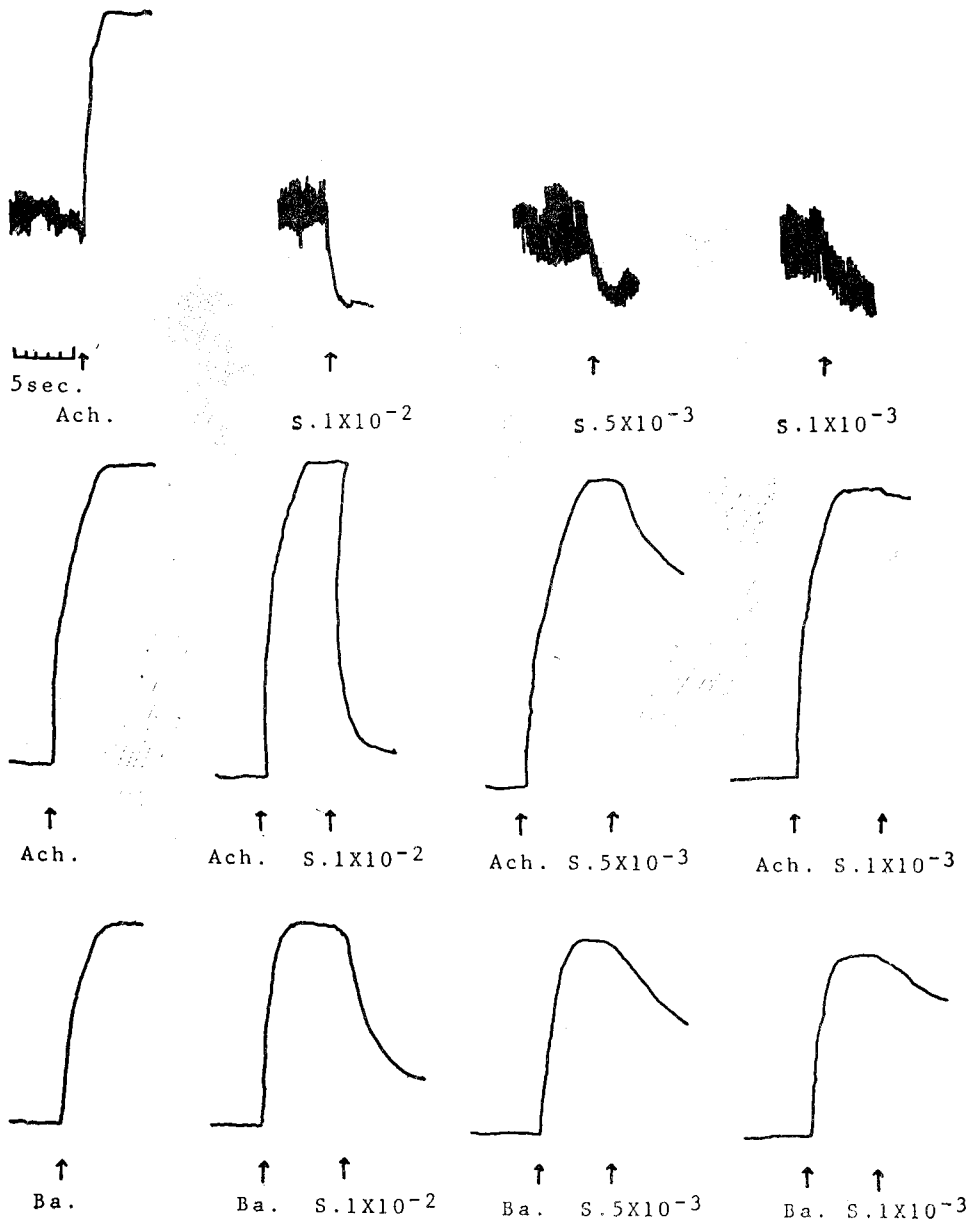 5sec.
Ach. S.1X10⁻² S.5X10⁻³ S.1X10⁻³
Ach. Ach. S.1X10⁻² Ach. S.5X10⁻³ Ach. S.1X10⁻³
Ba. Ba. S.1X10⁻² Ba. S.5X10⁻³ Ba. S.1X10⁻³